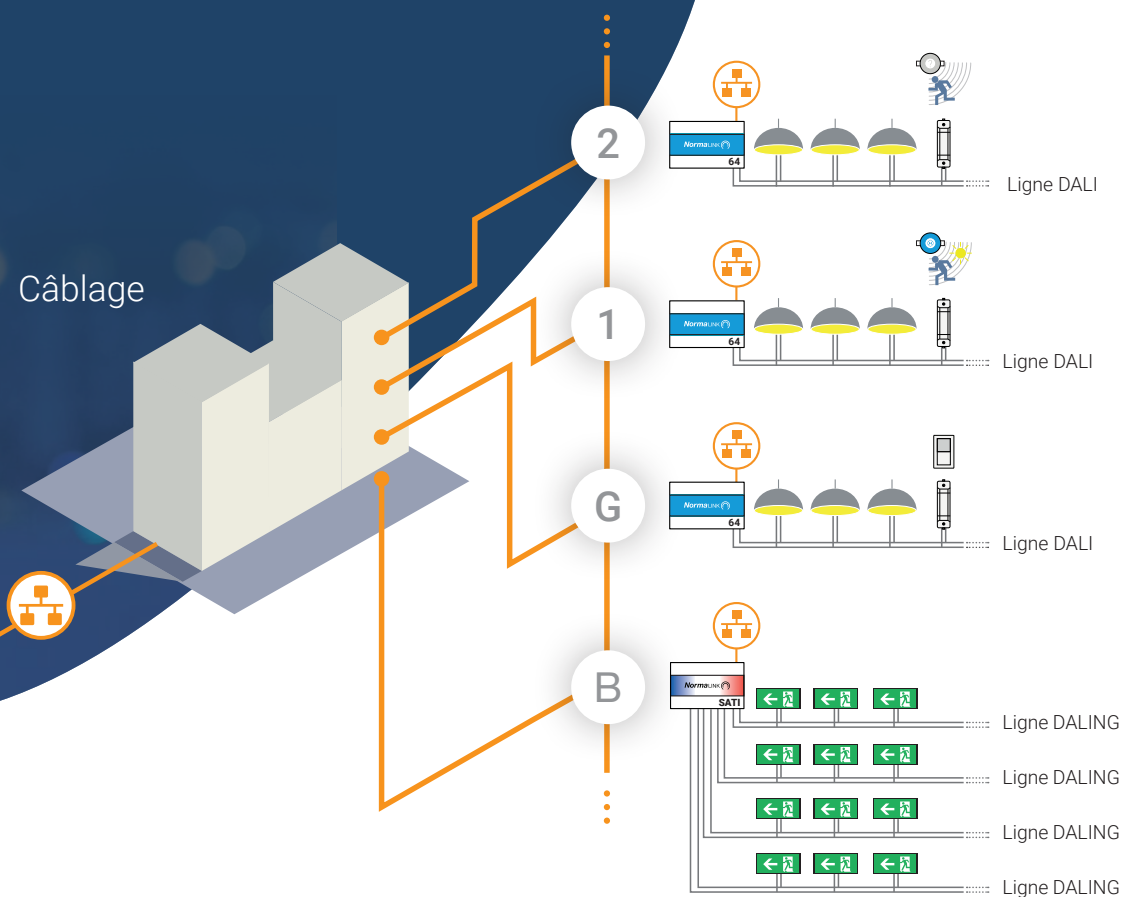 2
NormaLINK
64
Ligne DALI
Câblage
1
NormaLINK
64
Ligne DALI
G
NormaLINK
64
Ligne DALI
B
NormaLINK
SATI
Ligne DALING
Ligne DALING
Ligne DALING
Ligne DALING